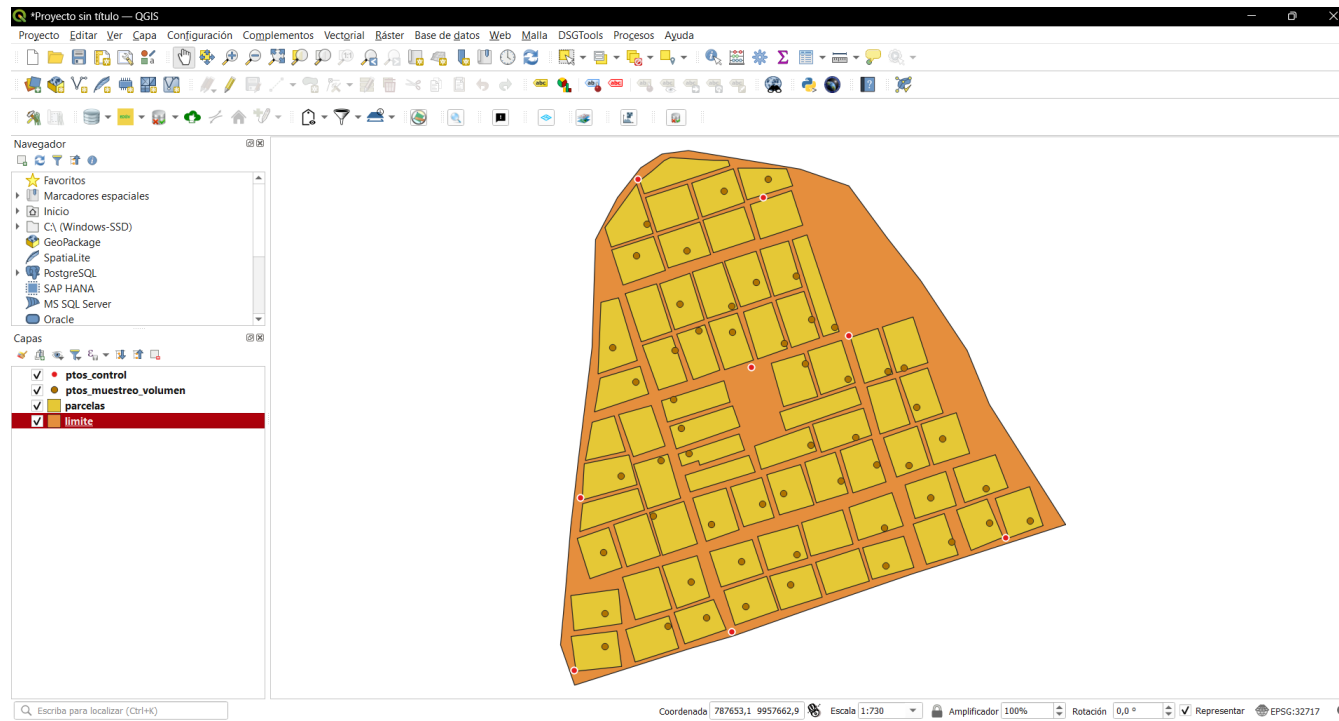 *Proyecto sin título — QGIS
Proyecto Editar Ver Capa Configuración Complementos Vectorial Ráster Base de datos Web Malla DSGTools Procesos Ayuda
Navegador
Favoritos
Marcadores espaciales
Inicio
C:\ (Windows-SSD)
GeoPackage
SpatiaLite
PostgreSQL
SAP HANA
MS SQL Server
Oracle
Capas
ptos_control
ptos_muestreo_volumen
parcelas
limite
Escriba para localizar (Ctrl+K)
Coordenada 787653,1 9957662,9 Escala 1:730 Amplificador 100% Rotación 0,0 ° Representar EPSG:32717